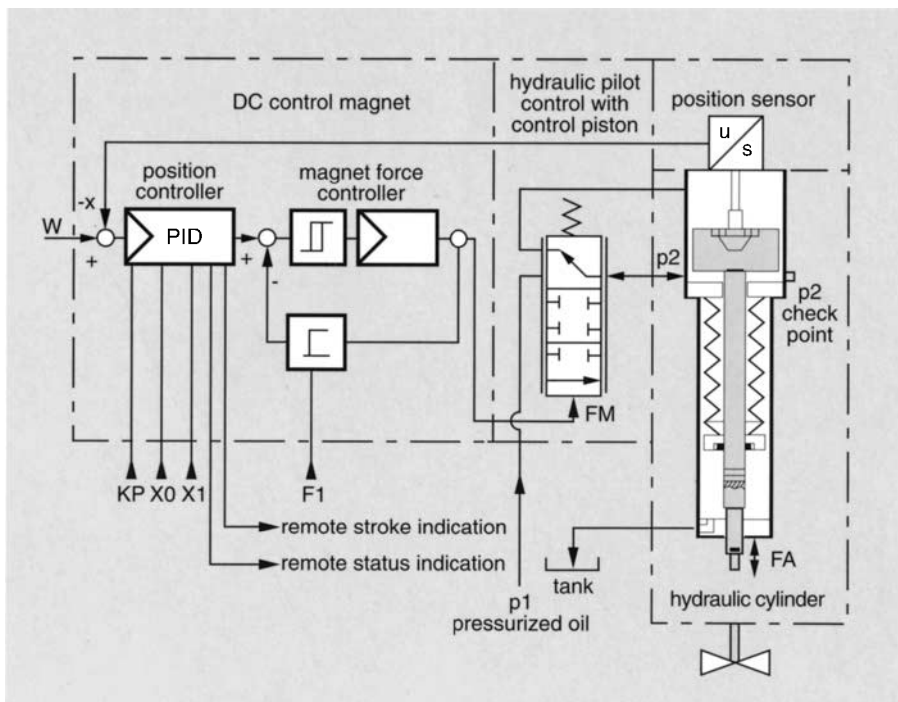 DC control magnet
hydraulic pilot
control with
control piston
position sensor
u
s
position
controller
magnet force
controller
-x
W
+
PID
+
-
p2
p2
check
point
FM
KP
X0
X1
F1
remote stroke indication
remote status indication
tank
FA
p1
pressurized oil
hydraulic cylinder